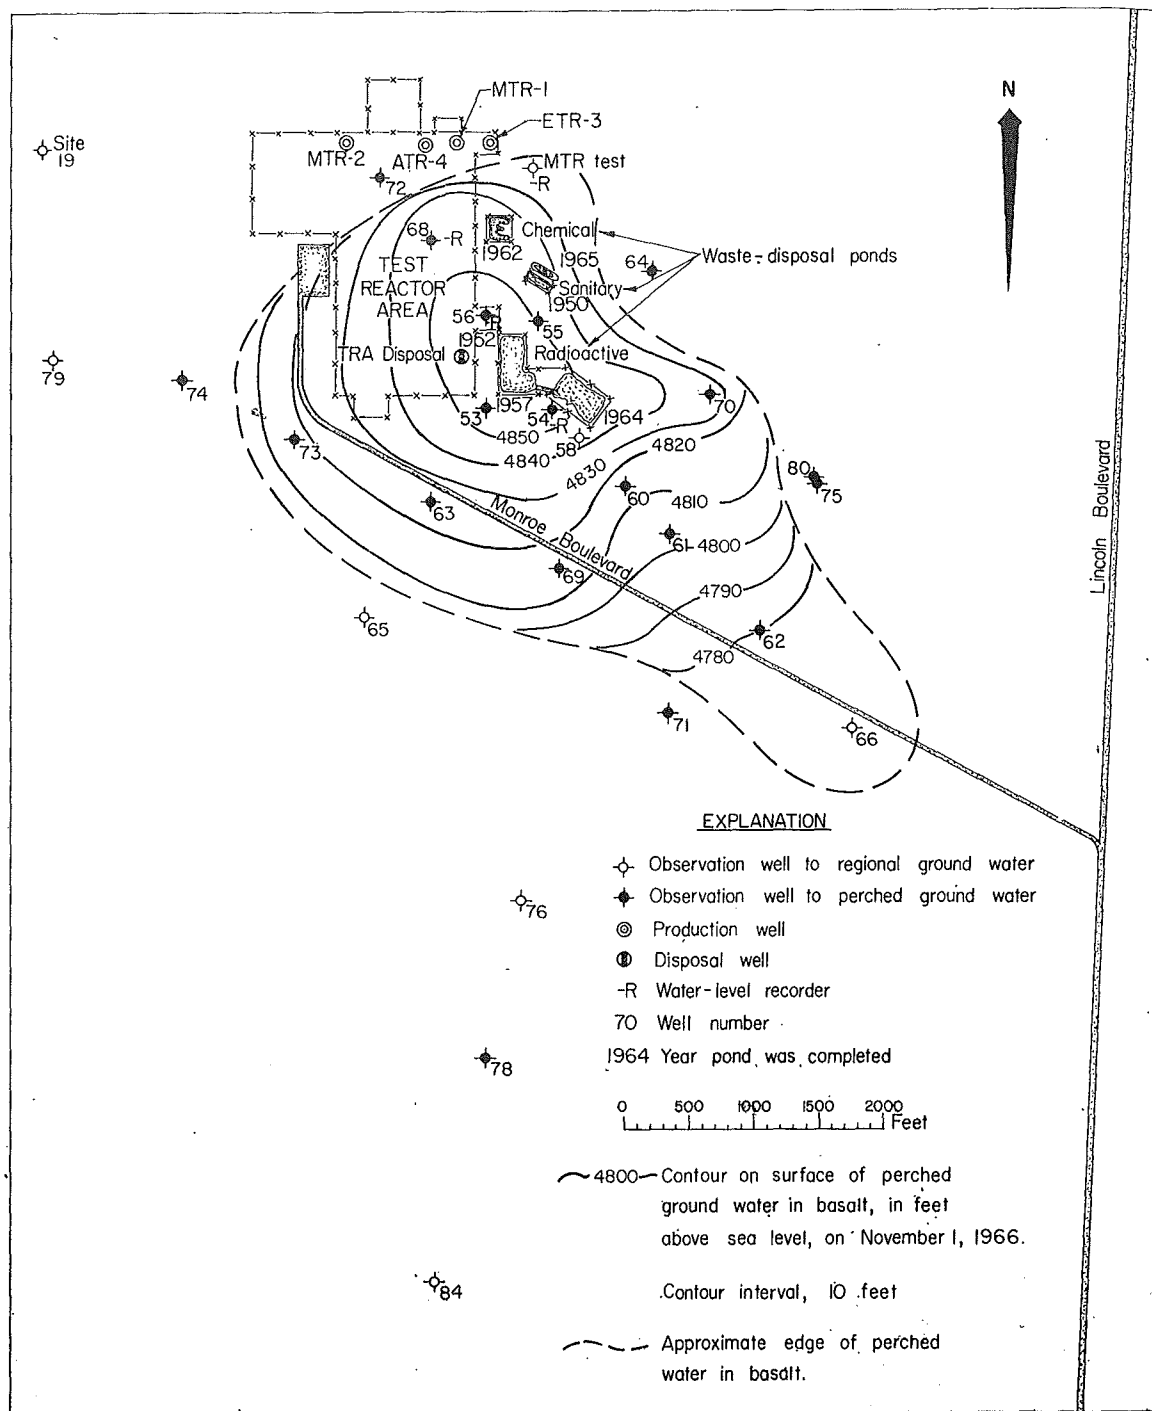 N
MTR-1
ETR-3
Site
19
MTR-2
ATR-4
MTR test
-R
72
68
-R
Chemical
1962
1965
64
Waste-disposal ponds
TEST
REACTOR
AREA
Sanitary
1950
56
R
55
1952
79
74
TRA Disposal
Radioactive
53
1957
54
-R
1964
70
4850
58
4820
73
4840
4830
80
75
60
4810
63
Monroe Boulevard
61
4800
Lincoln Boulevard
69
4790
65
62
4780
71
66
EXPLANATION
Observation well to regional ground water
Observation well to perched ground water
76
Production well
Disposal well
-R Water-level recorder
70 Well number
78
1964 Year pond was completed
0 500 1000 1500 2000
Feet
4800 Contour on surface of perched
ground water in basalt, in feet
above sea level, on November 1, 1966.
84
Contour interval, 10 feet
Approximate edge of perched
water in basalt.